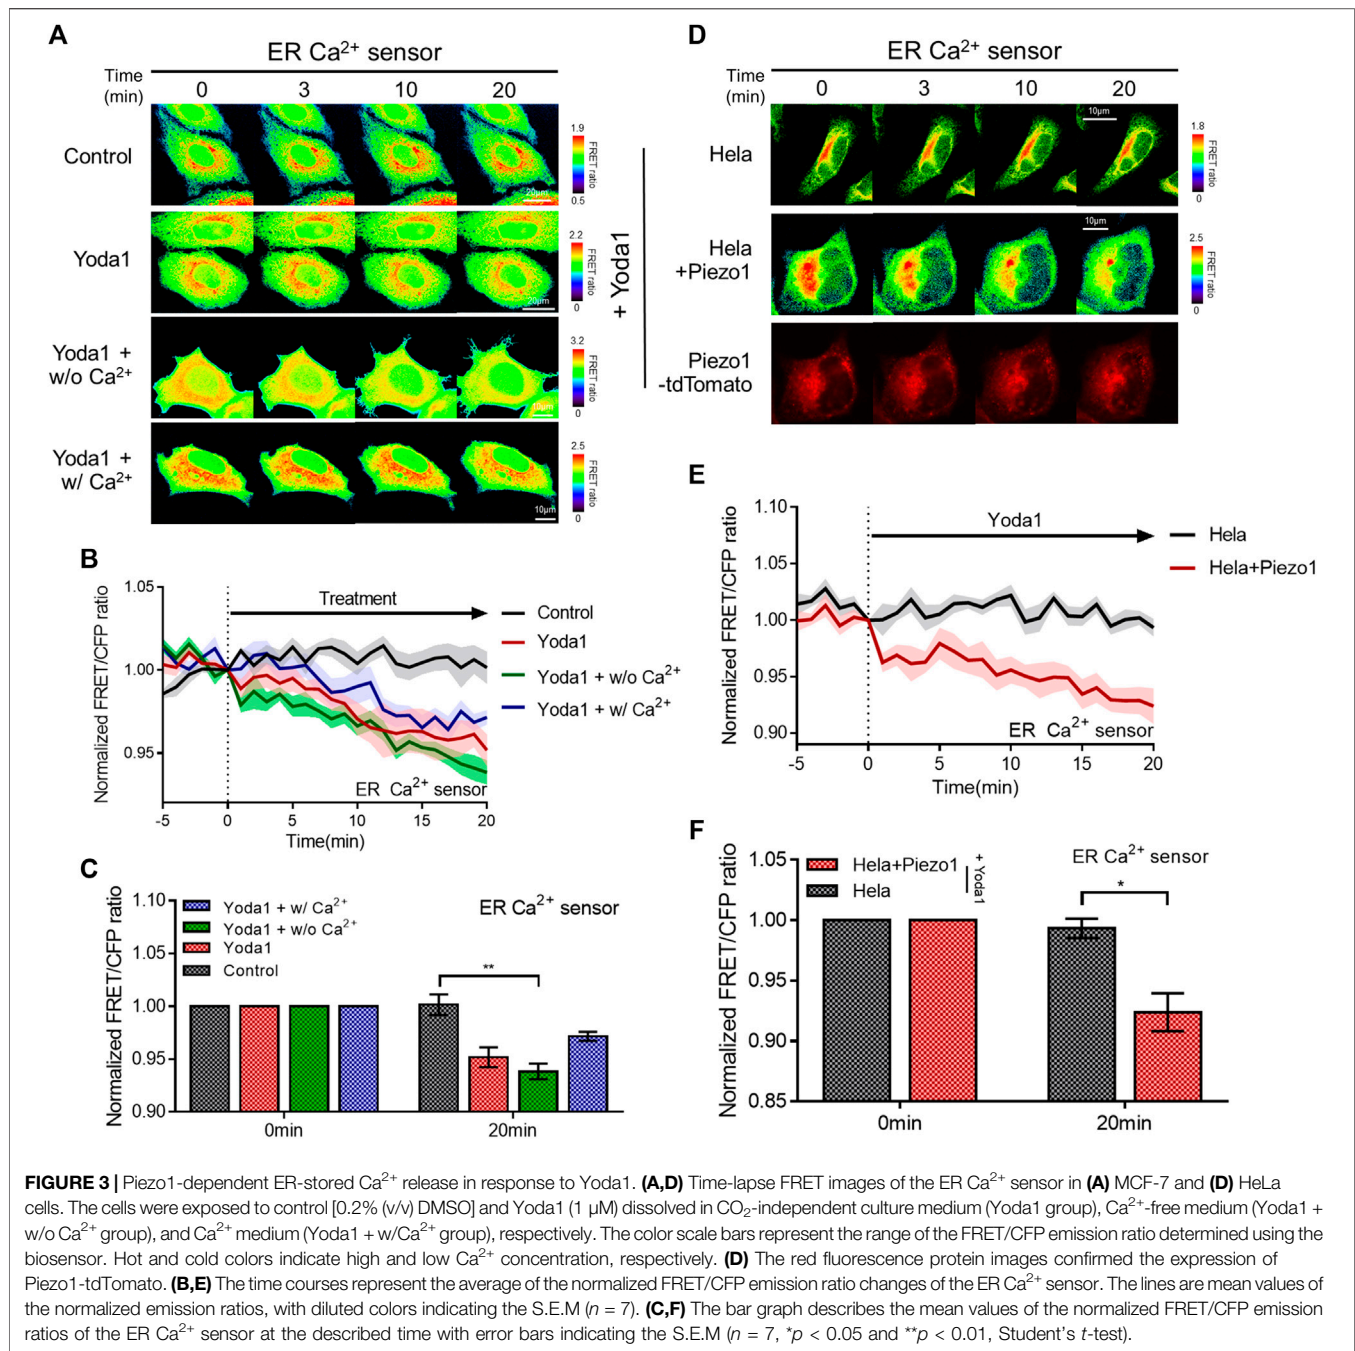 A
ER Ca²⁺ sensor
Time
(min)
0 3 10 20
Control
1.9
FRET ratio
0.5
20µm
Yoda1
2.2
FRET ratio
0
20µm
Yoda1 +
w/o Ca²⁺
3.2
FRET ratio
0
10µm
Yoda1 +
w/ Ca²⁺
2.5
FRET ratio
0
10µm
+ Yoda1
D
ER Ca²⁺ sensor
Time
(min)
0 3 10 20
Hela
10µm
1.8
FRET ratio
0
Hela
+Piezo1
10µm
2.5
FRET ratio
0
Piezo1
-tdTomato
B
Normalized FRET/CFP ratio
1.05
1.00
0.95
Treatment
Control
Yoda1
Yoda1 + w/o Ca²⁺
Yoda1 + w/ Ca²⁺
ER Ca²⁺ sensor
-5 0 5 10 15 20
Time(min)
E
Normalized FRET/CFP ratio
1.10
1.05
1.00
0.95
0.90
Yoda1
Hela
Hela+Piezo1
ER Ca²⁺ sensor
-5 0 5 10 15 20
Time(min)
C
Normalized FRET/CFP ratio
1.10
1.05
1.00
0.95
0.90
Yoda1 + w/ Ca²⁺
Yoda1 + w/o Ca²⁺
Yoda1
Control
ER Ca²⁺ sensor
**
0min 20min
F
Normalized FRET/CFP ratio
1.05
1.00
0.95
0.90
0.85
Hela+Piezo1
Hela
+ Yoda1
ER Ca²⁺ sensor
*
0min 20min
FIGURE 3 | Piezo1-dependent ER-stored Ca²⁺ release in response to Yoda1. (A,D) Time-lapse FRET images of the ER Ca²⁺ sensor in (A) MCF-7 and (D) HeLa
cells. The cells were exposed to control [0.2% (v/v) DMSO] and Yoda1 (1 µM) dissolved in CO₂-independent culture medium (Yoda1 group), Ca²⁺-free medium (Yoda1 +
w/o Ca²⁺ group), and Ca²⁺ medium (Yoda1 + w/Ca²⁺ group), respectively. The color scale bars represent the range of the FRET/CFP emission ratio determined using the
biosensor. Hot and cold colors indicate high and low Ca²⁺ concentration, respectively. (D) The red fluorescence protein images confirmed the expression of
Piezo1-tdTomato. (B,E) The time courses represent the average of the normalized FRET/CFP emission ratio changes of the ER Ca²⁺ sensor. The lines are mean values of
the normalized emission ratios, with diluted colors indicating the S.E.M (n = 7). (C,F) The bar graph describes the mean values of the normalized FRET/CFP emission
ratios of the ER Ca²⁺ sensor at the described time with error bars indicating the S.E.M (n = 7, *p < 0.05 and **p < 0.01, Student's t-test).